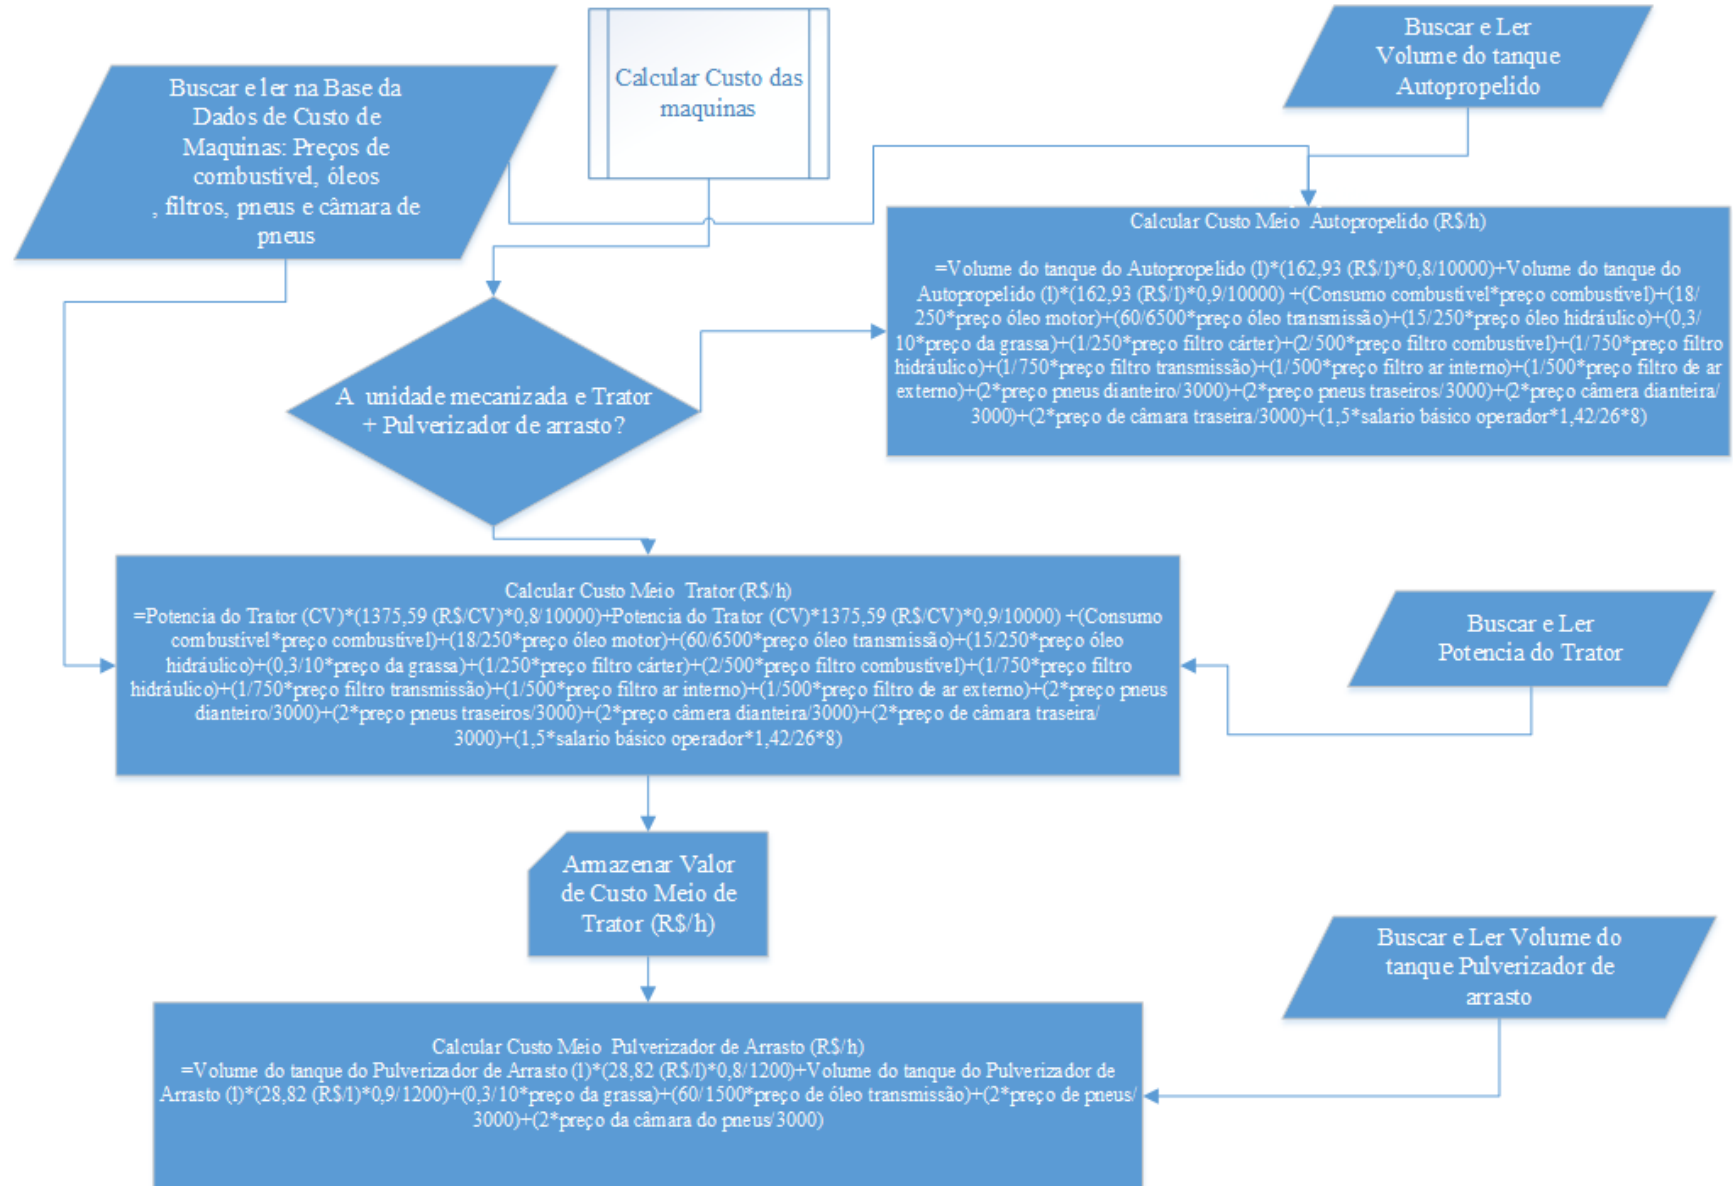 Calcular Custo das
maquinas
Buscar e Ler
Volume do tanque
Autopropelido
Buscar e ler na Base da
Dados de Custo de
Maquinas: Preços de
combustível, óleos
, filtros, pneus e câmara de
pneus
Calcular Custo Meio Autopropelido (R$/h)
=Volume do tanque do Autopropelido (l)*(162,93 (R$/l)*0,8/10000)+Volume do tanque do
Autopropelido (l)*(162,93 (R$/l)*0,9/10000) +(Consumo combustível*preço combustível)+(18/
250*preço óleo motor)+(60/6500*preço óleo transmissão)+(15/250*preço óleo hidráulico)+(0,3/
10*preço da grassa)+(1/250*preço filtro cárter)+(2/500*preço filtro combustível)+(1/750*preço filtro
hidráulico)+(1/750*preço filtro transmissão)+(1/500*preço filtro ar interno)+(1/500*preço filtro de ar
externo)+(2*preço pneus dianteiro/3000)+(2*preço pneus traseiros/3000)+(2*preço câmera dianteira/
3000)+(2*preço de câmara traseira/3000)+(1,5*salario básico operador*1,42/26*8)
A unidade mecanizada e Trator
+ Pulverizador de arrasto?
Calcular Custo Meio Trator (R$/h)
=Potencia do Trator (CV)*(1375,59 (R$/CV)*0,8/10000)+Potencia do Trator (CV)*1375,59 (R$/CV)*0,9/10000) +(Consumo
combustível*preço combustível)+(18/250*preço óleo motor)+(60/6500*preço óleo transmissão)+(15/250*preço óleo
hidráulico)+(0,3/10*preço da grassa)+(1/250*preço filtro cárter)+(2/500*preço filtro combustível)+(1/750*preço filtro
hidráulico)+(1/750*preço filtro transmissão)+(1/500*preço filtro ar interno)+(1/500*preço filtro de ar externo)+(2*preço pneus
dianteiro/3000)+(2*preço pneus traseiros/3000)+(2*preço câmera dianteira/3000)+(2*preço de câmara traseira/
3000)+(1,5*salario básico operador*1,42/26*8)
Buscar e Ler
Potencia do Trator
Armazenar Valor
de Custo Meio de
Trator (R$/h)
Buscar e Ler Volume do
tanque Pulverizador de
arrasto
Calcular Custo Meio Pulverizador de Arrasto (R$/h)
=Volume do tanque do Pulverizador de Arrasto (l)*(28,82 (R$/l)*0,8/1200)+Volume do tanque do Pulverizador de
Arrasto (l)*(28,82 (R$/l)*0,9/1200)+(0,3/10*preço da grassa)+(60/1500*preço de óleo transmissão)+(2*preço de pneus/
3000)+(2*preço da câmara do pneus/3000)